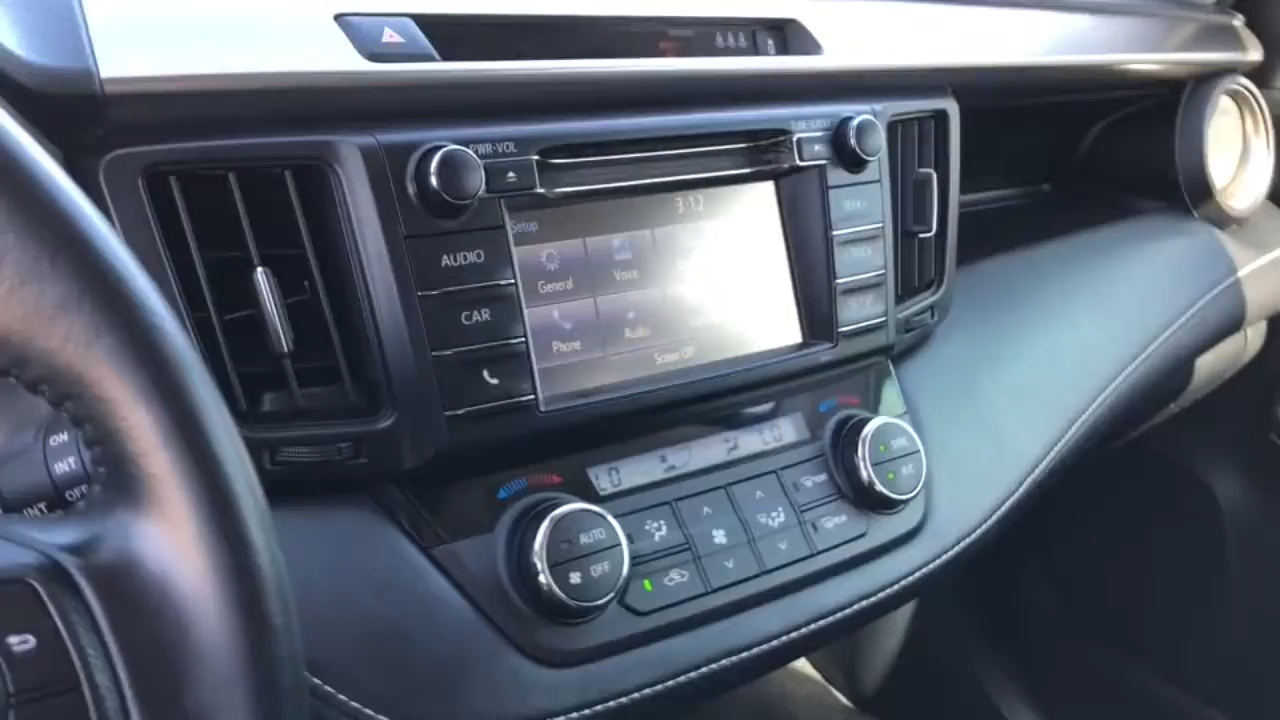 PWR-VOL
3:12
Setup
AUDIO
General
Voice
CAR
Phone
Audio
Screen Off
ON
INT
OFF
INT
LO
LO
AUTO
OFF
SYNC
A/C